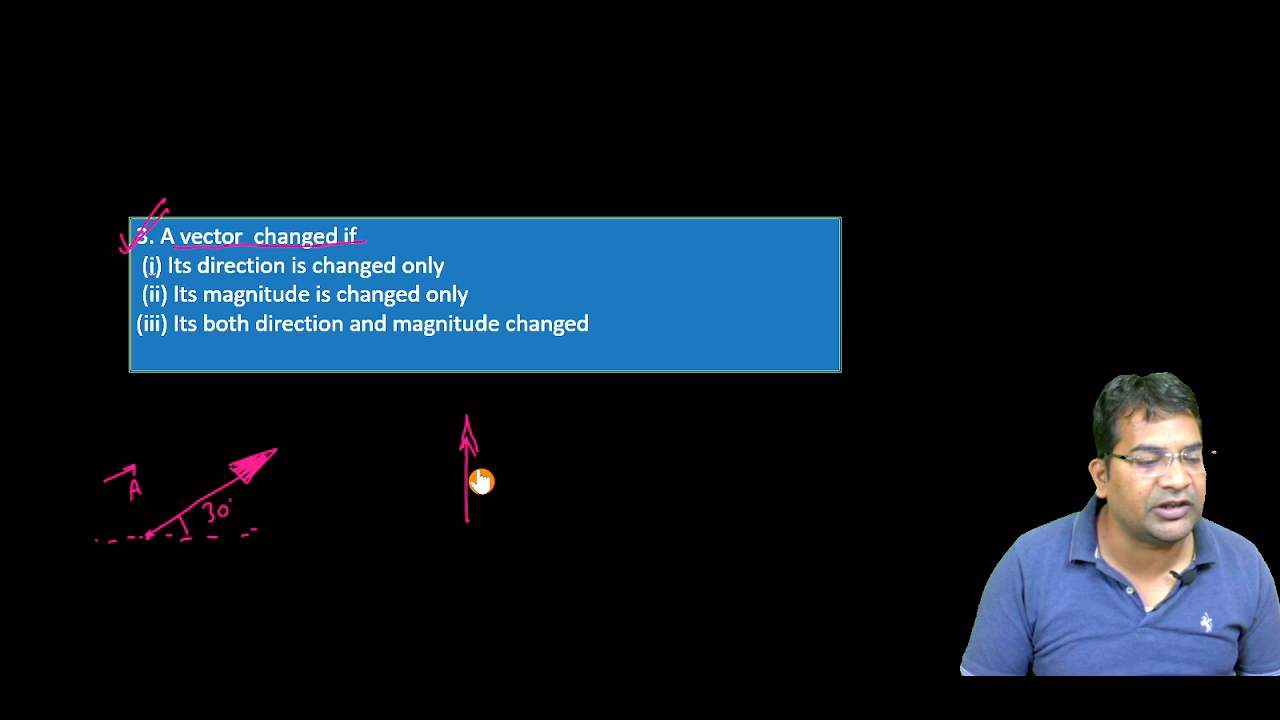 3. A vector changed if
(i) Its direction is changed only
(ii) Its magnitude is changed only
(iii) Its both direction and magnitude changed
A
30°